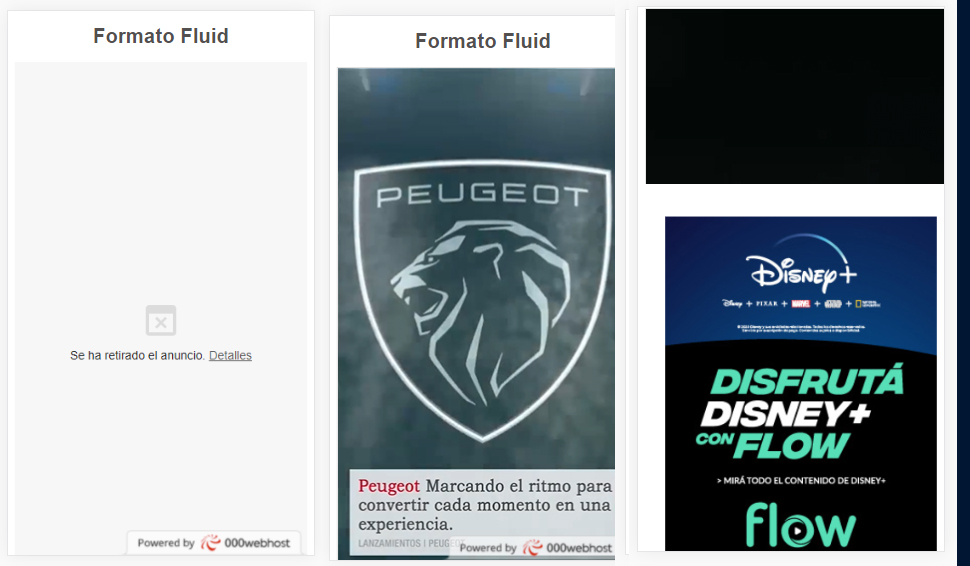 Formato Fluid
Se ha retirado el anuncio. Detalles
Powered by 000webhost
Formato Fluid
PEUGEOT
Peugeot Marcando el ritmo para
convertir cada momento en una
experiencia.
LANZAMIENTOS | PEUGE
Powered by 000webhost
Disney+
Disney + PIXAR + MARVEL + STAR WARS + NATIONAL GEOGRAPHIC
DISFRUTÁ
DISNEY+
CON FLOW
> MIRÁ TODO EL CONTENIDO DE DISNEY+
flow